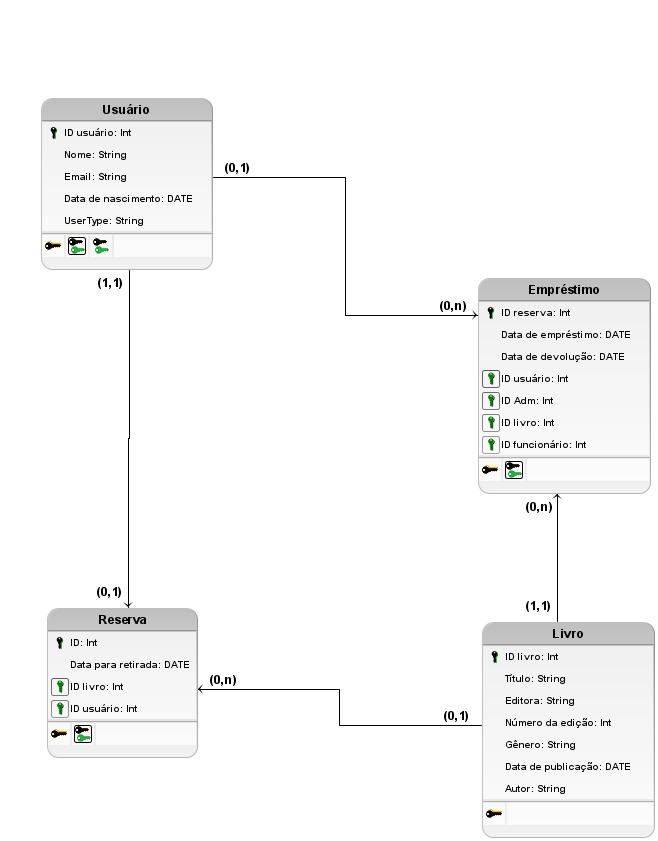 Usuário
ID usuário: Int
Nome: String
Email: String
Data de nascimento: DATE
UserType: String
(0,1)
(1,1)
(0,n)
Empréstimo
ID reserva: Int
Data de empréstimo: DATE
Data de devolução: DATE
ID usuário: Int
ID Adm: Int
ID livro: Int
ID funcionário: Int
(0,n)
(1,1)
(0,1)
Reserva
ID: Int
Data para retirada: DATE
ID livro: Int
ID usuário: Int
(0,n)
(0,1)
Livro
ID livro: Int
Título: String
Editora: String
Número da edição: Int
Gênero: String
Data de publicação: DATE
Autor: String